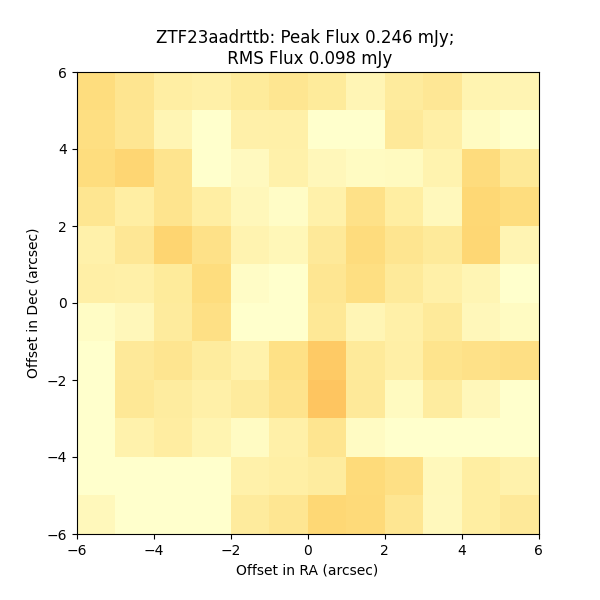 ZTF23aadrttb: Peak Flux 0.246 mJy;
RMS Flux 0.098 mJy
6
4
2
0
−2
−4
−6
Offset in Dec (arcsec)
−6 −4 −2 0 2 4 6
Offset in RA (arcsec)